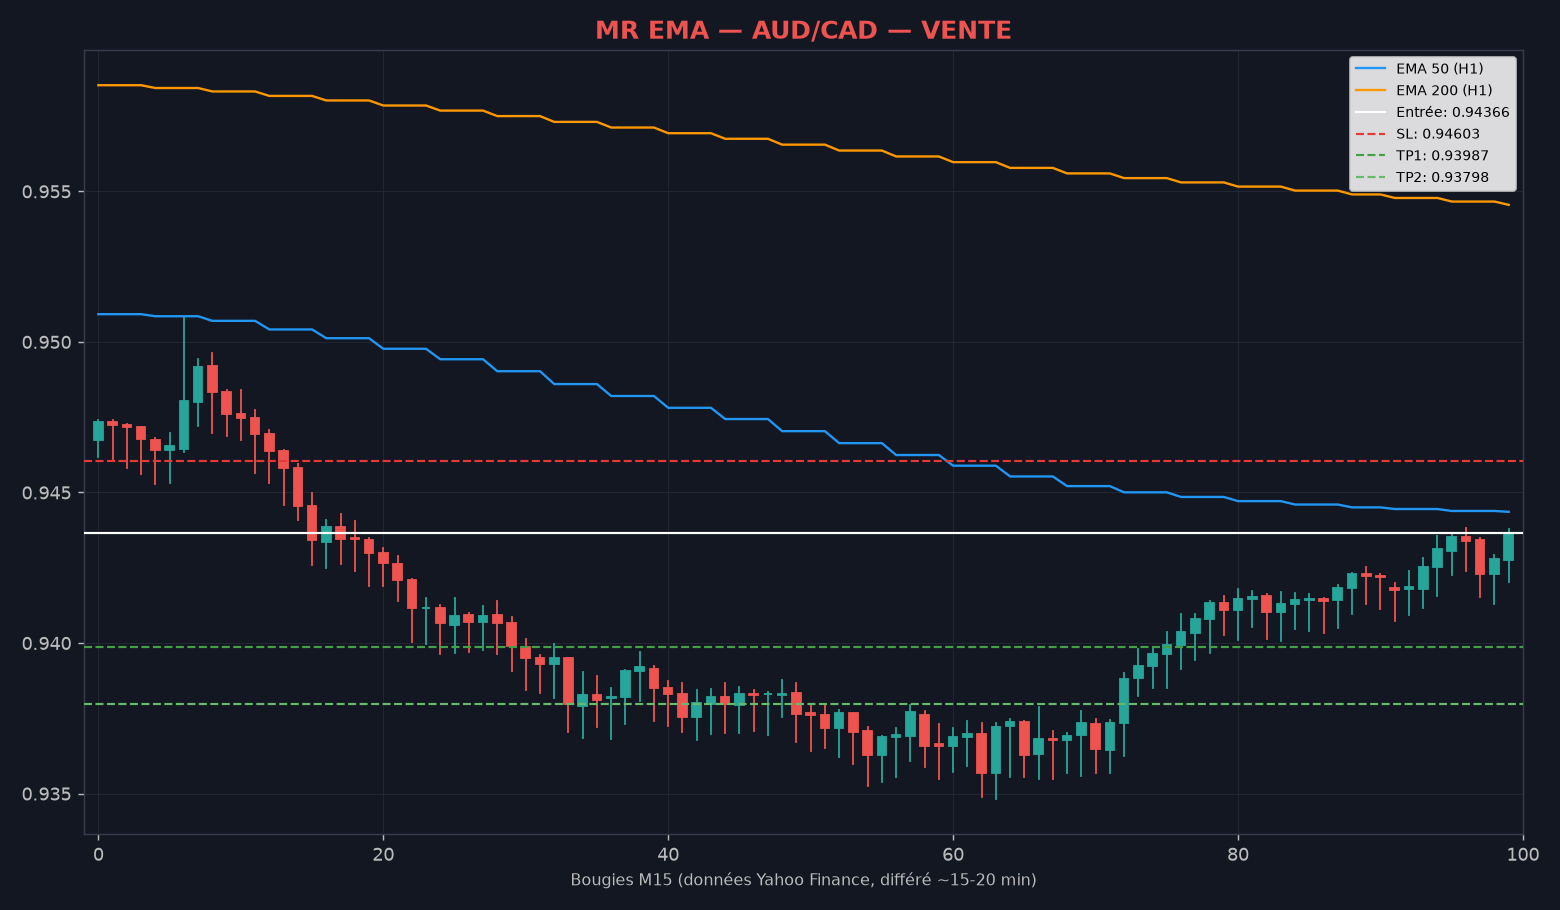 MR EMA — AUD/CAD — VENTE
EMA 50 (H1)
EMA 200 (H1)
Entrée: 0.94366
SL: 0.94603
TP1: 0.93987
TP2: 0.93798
0.955
0.950
0.945
0.940
0.935
0 20 40 60 80 100
Bougies M15 (données Yahoo Finance, différé ~15-20 min)